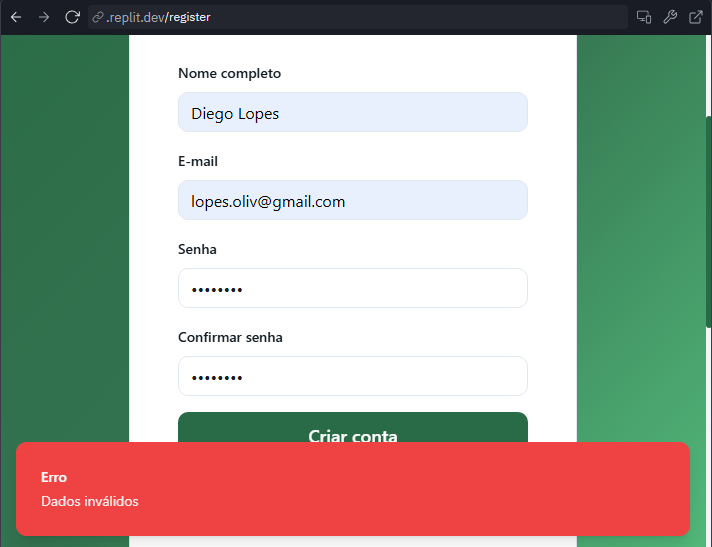 .replit.dev/register
Nome completo
Diego Lopes
E-mail
lopes.oliv@gmail.com
Senha
••••••••
Confirmar senha
••••••••
Criar conta
Erro
Dados inválidos